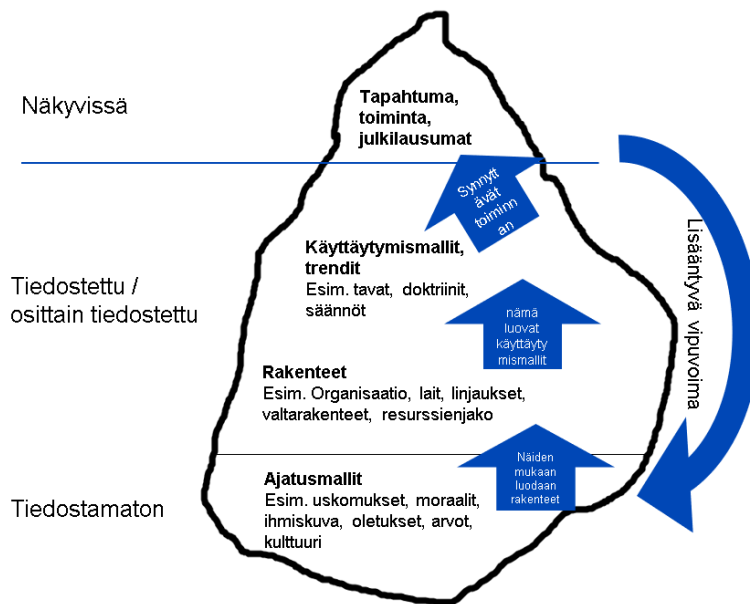 Näkyvissä
Tapahtuma,
toiminta,
julkilausumat
Synnytt
ävät
toiminn
an
Lisääntyvä vipuvoima
Tiedostettu /
osittain tiedostettu
Käyttäytymismallit,
trendit
Esim. tavat, doktriinit,
säännöt
nämä
luovat
käyttäyty
mismallit
Rakenteet
Esim. Organisaatio, lait, linjaukset,
valtarakenteet, resurssienjako
Näiden
mukaan
luodaan
rakenteet
Tiedostamaton
Ajatusmallit
Esim. uskomukset, moraalit,
ihmiskuva, oletukset, arvot,
kulttuuri